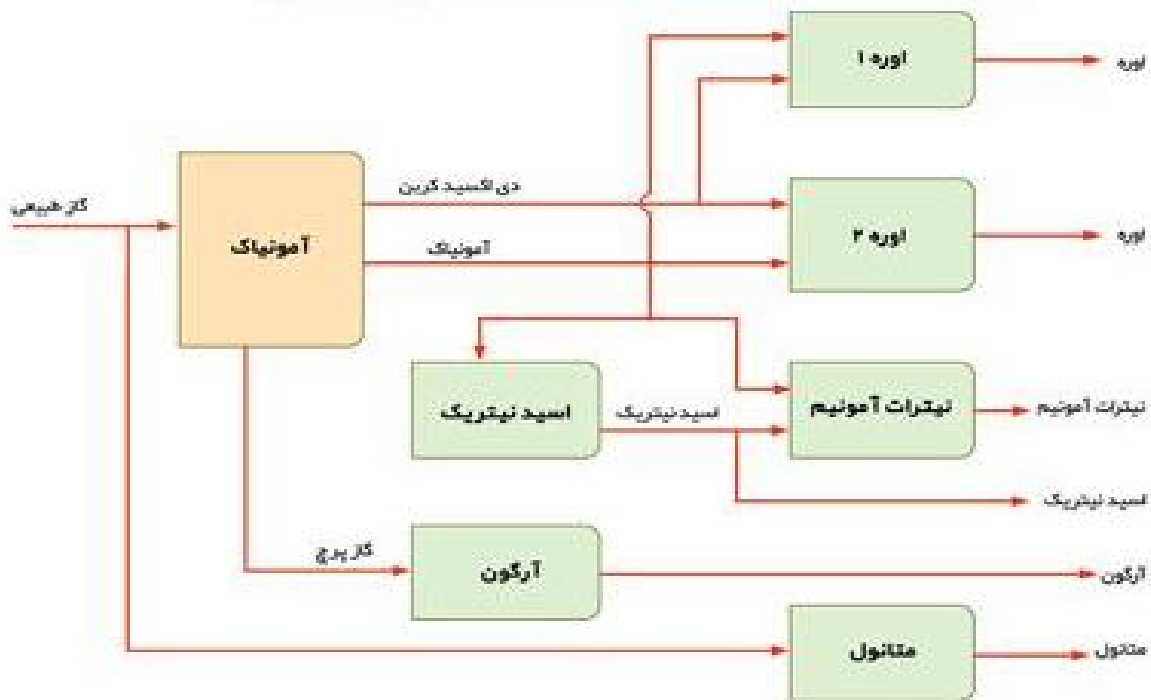 اوره ۱
اوره
دی اکسید کربن
گاز طبیعی
آمونیاک
اوره ۲
اوره
آمونیاک
اسید نیتریک
اسید نیتریک
نیترات آمونیم
نیترات آمونیم
اسید نیتریک
گاز پرج
آرگون
آرگون
متانول
متانول